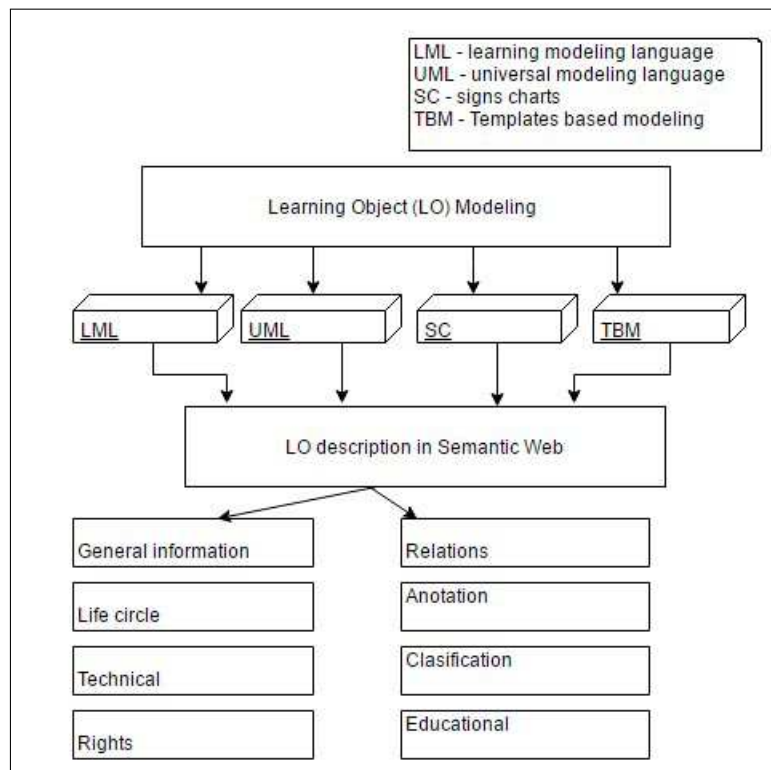 LML - learning modeling language
UML - universal modeling language
SC - signs charts
TBM - Templates based modeling
Learning Object (LO) Modeling
LML
UML
SC
TBM
LO description in Semantic Web
General information
Relations
Life circle
Anotation
Technical
Clasification
Rights
Educational